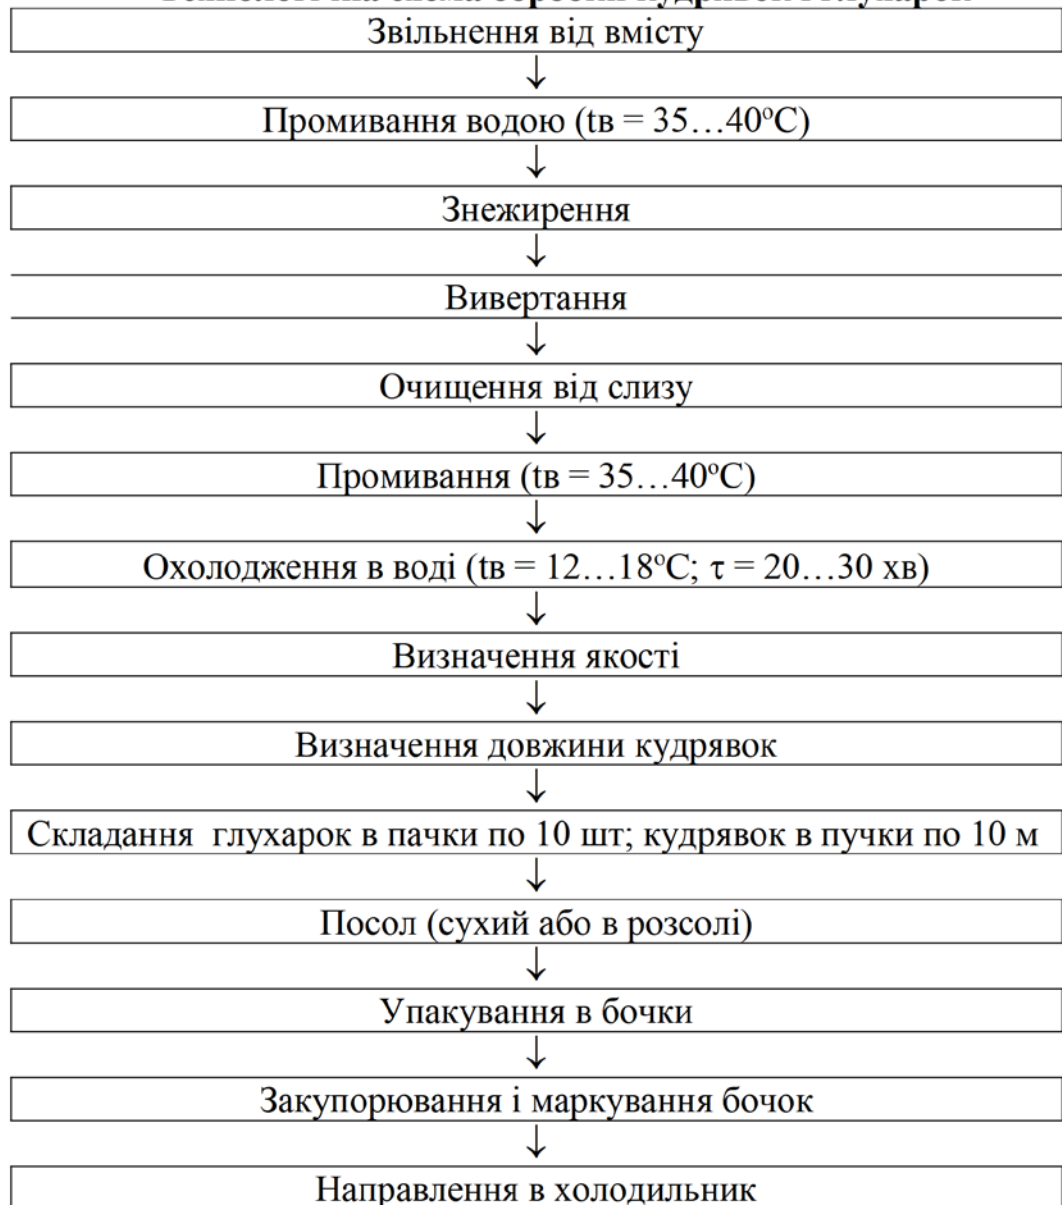 Звільнення від вмісту
↓
Промивання водою (tв = 35…40°С)
↓
Знежирення
↓
Вивертання
↓
Очищення від слизу
↓
Промивання (tв = 35…40°С)
↓
Охолодження в воді (tв = 12…18°С; τ = 20…30 хв)
↓
Визначення якості
↓
Визначення довжини кудрявок
↓
Складання глухарок в пачки по 10 шт; кудрявок в пучки по 10 м
↓
Посол (сухий або в розсолі)
↓
Упакування в бочки
↓
Закупорювання і маркування бочок
↓
Направлення в холодильник